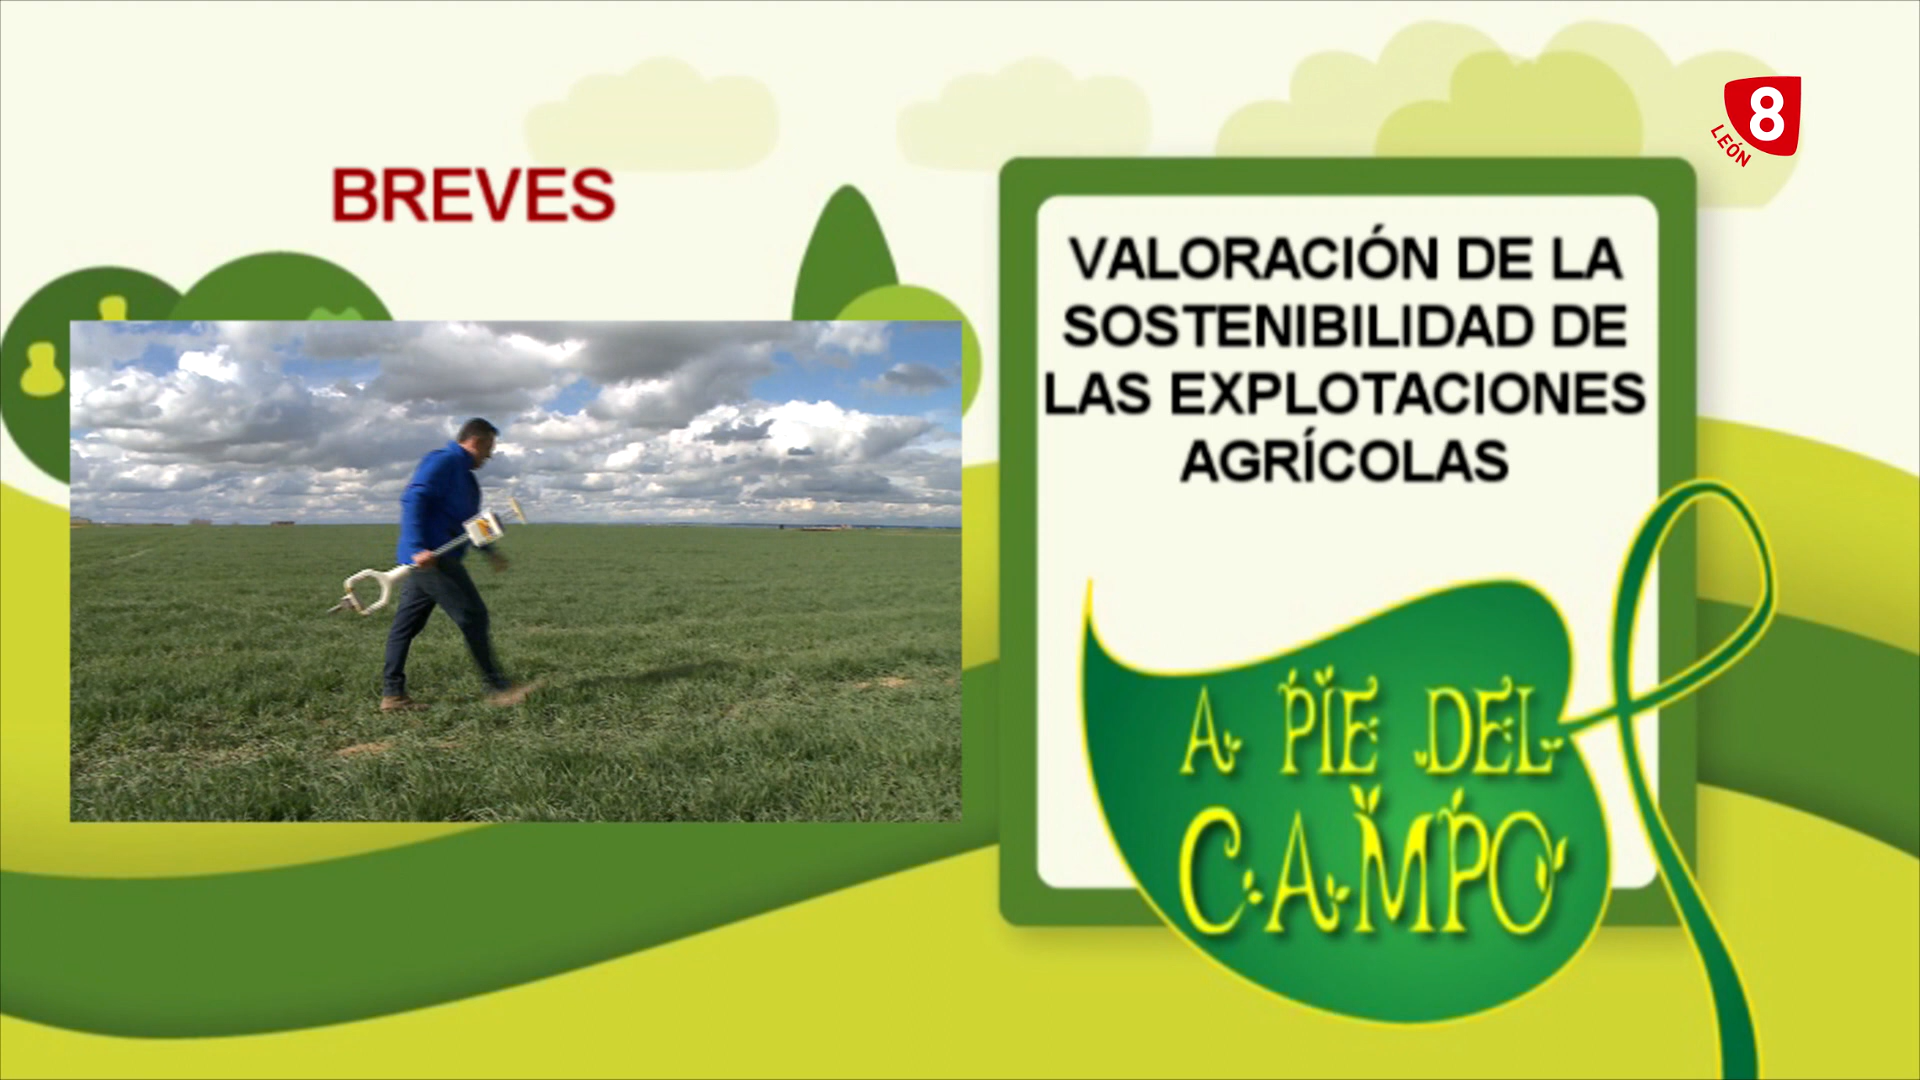 BREVES
8
LEÓN
VALORACIÓN DE LA
SOSTENIBILIDAD DE
LAS EXPLOTACIONES
AGRÍCOLAS
A PIE DEL
CAMPO